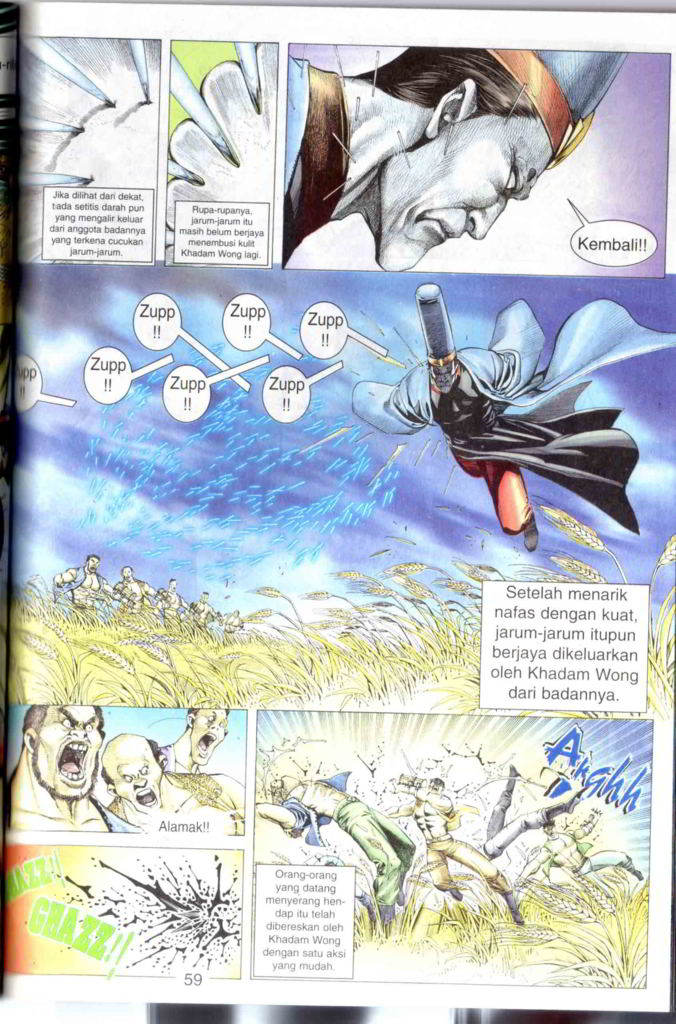 Jika dilihat dari dekat,
tada setitis darah pun
yang mengalir keluar
dari anggota badannya
yang terkena cucukan
jarum-jarum.
Rupa-rupanya,
jarum-jarum itu
masih belum berjaya
menembusi kulit
Khadam Wong lagi.
Kembali!!
Zupp
!!
Zupp
!!
Zupp
!!
Zupp
!!
Zupp
!!
Zupp
!!
Setelah menarik
nafas dengan kuat,
jarum-jarum itupun
berjaya dikeluarkan
oleh Khadam Wong
dari badannya.
Alamak!!
GHAZZ!!
Orang-orang
yang datang
menyerang hen-
dap itu telah
dibereskan oleh
Khadam Wong
dengan satu aksi
yang mudah.
59